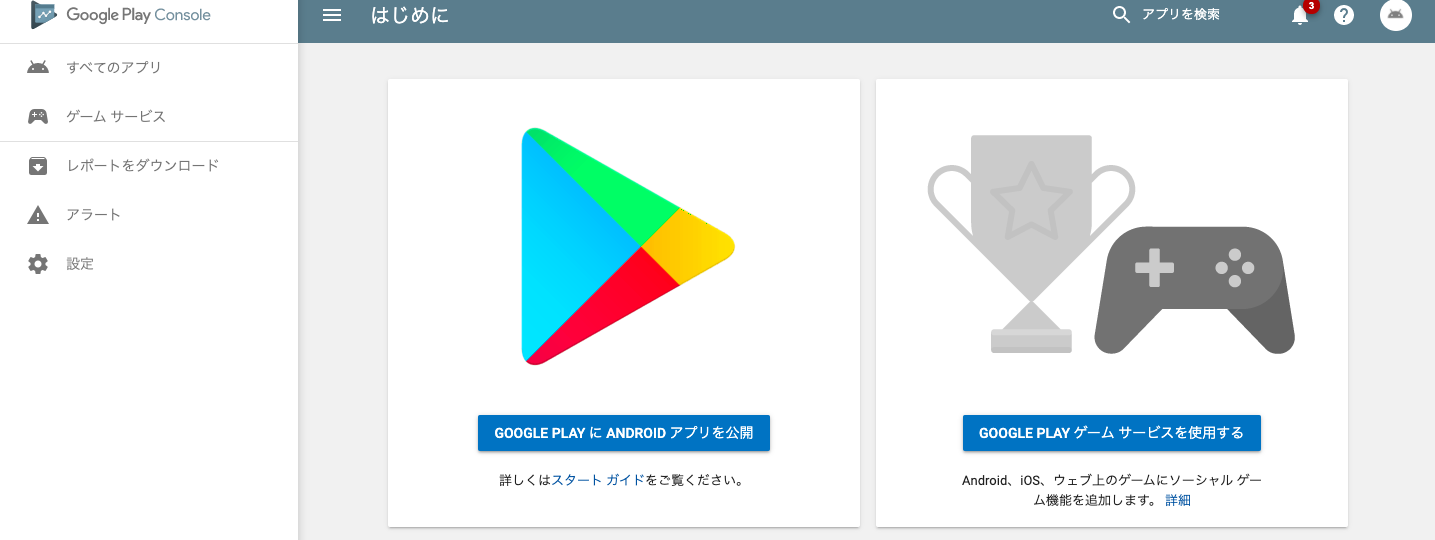 Google Play Console
はじめに
アプリを検索
3
すべてのアプリ
ゲーム サービス
レポートをダウンロード
アラート
設定
GOOGLE PLAY に ANDROID アプリを公開
詳しくはスタート ガイドをご覧ください。
GOOGLE PLAY ゲーム サービスを使用する
Android、iOS、ウェブ上のゲームにソーシャル ゲー
ム機能を追加します。 詳細